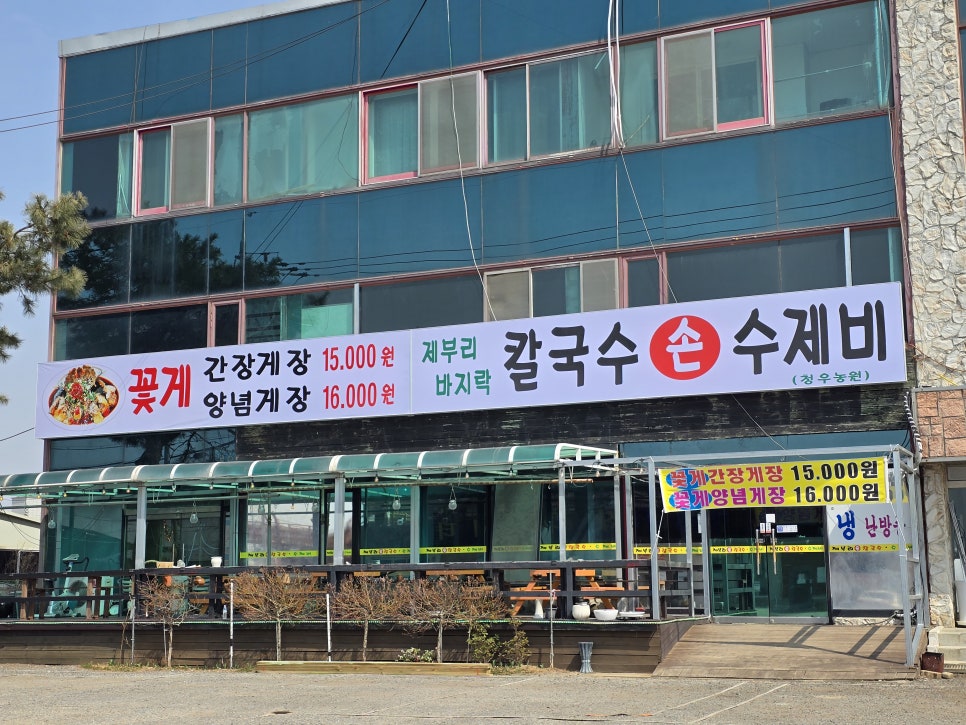 꽃게
간장게장 15.000원
양념게장 16.000원
제부리
바지락
칼국수 손 수제비
(청우농원)
꽃게간장게장 15.000원
꽃게양념게장 16.000원
냉난방